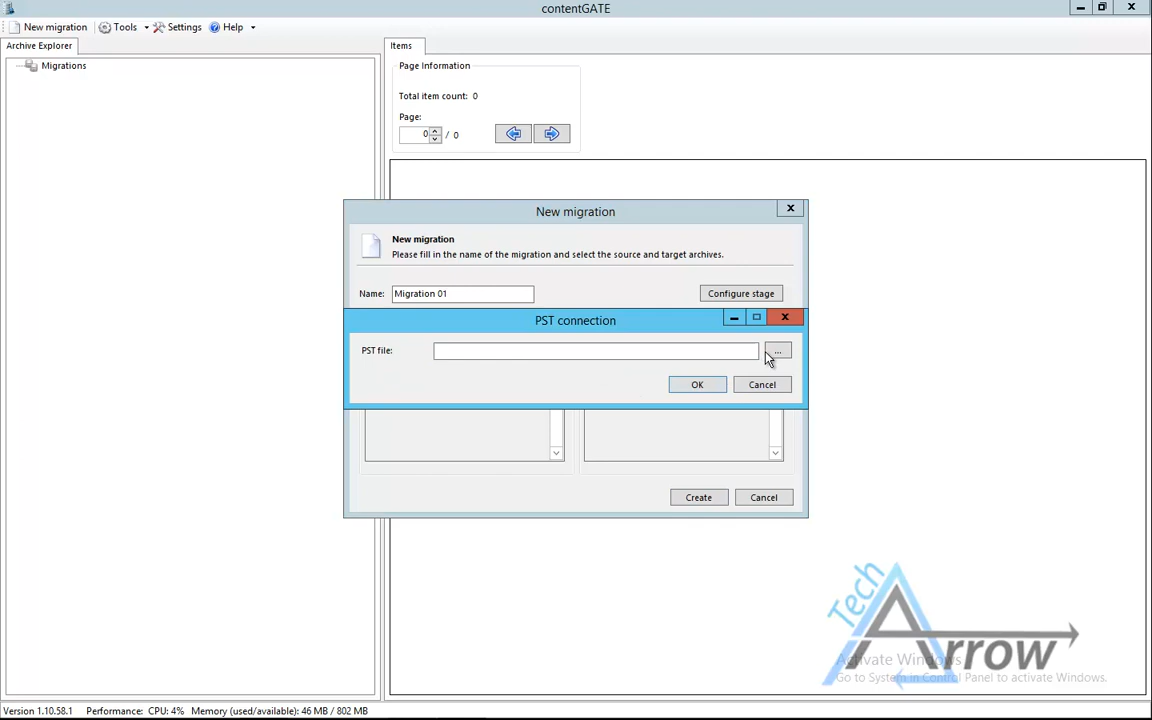 contentGATE
New migration Tools Settings Help
Archive Explorer
Items
Migrations
Page Information
Total item count: 0
Page:
0 / 0
New migration
New migration
Please fill in the name of the migration and select the source and target archives.
Name: Migration 01 Configure stage
PST connection
PST file: ...
OK Cancel
Create Cancel
Tech
Arrow
Activate Windows
Go to System in Control Panel to activate Windows.
Version 1.10.58.1 Performance: CPU: 4% Memory (used/available): 46 MB / 802 MB